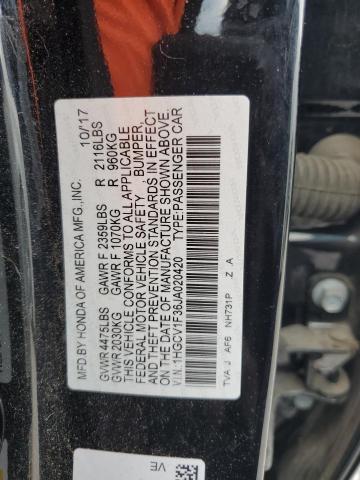 MFD. BY HONDA OF AMERICA MFG., INC. 10/'17
GVWR 4475LBS GAWR F 2359LBS R 2116LBS
GVWR 2030KG GAWR F 1070KG R 960KG
THIS VEHICLE CONFORMS TO ALL APPLICABLE
FEDERAL MOTOR VEHICLE SAFETY BUMPER,
AND THEFT PREVENTION STANDARDS IN EFFECT
ON THE DATE OF MANUFACTURE SHOWN ABOVE.
V.I.N.:1HGCV1F36JA020420 TYPE:PASSENGER CAR
TVA J AF6 NH731P Z A
VE